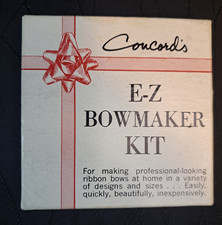 Concord's
E-Z
BOWMAKER
KIT
For making professional-looking
ribbon bows at home in a variety
of designs and sizes . . . Easily,
quickly, beautifully, inexpensively.